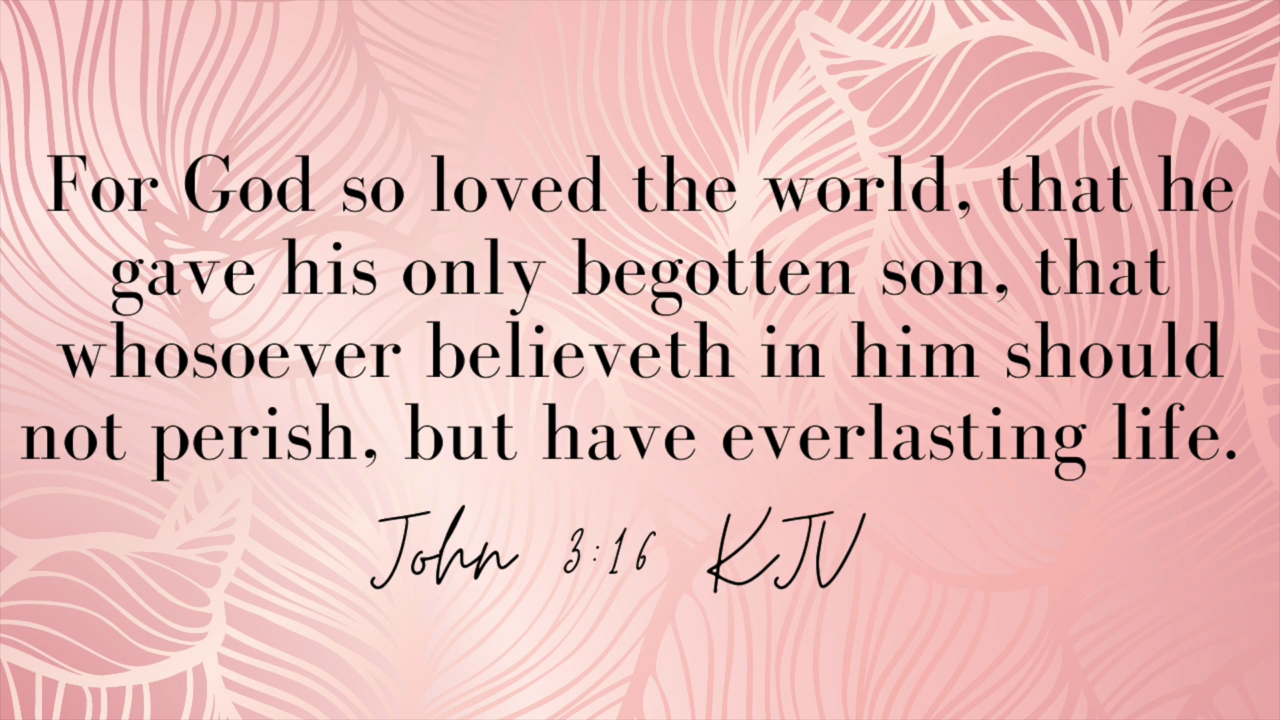 For God so loved the world, that he
gave his only begotten son, that
whosoever believeth in him should
not perish, but have everlasting life.
John 3:16 KJV